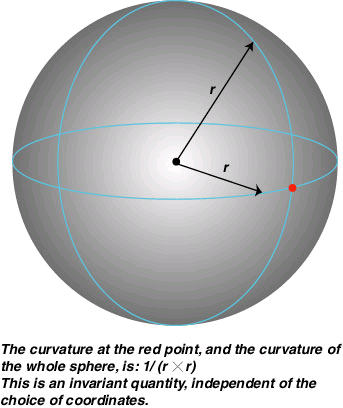 r
r
The curvature at the red point, and the curvature of
the whole sphere, is: 1/ (r × r)
This is an invariant quantity, independent of the
choice of coordinates.